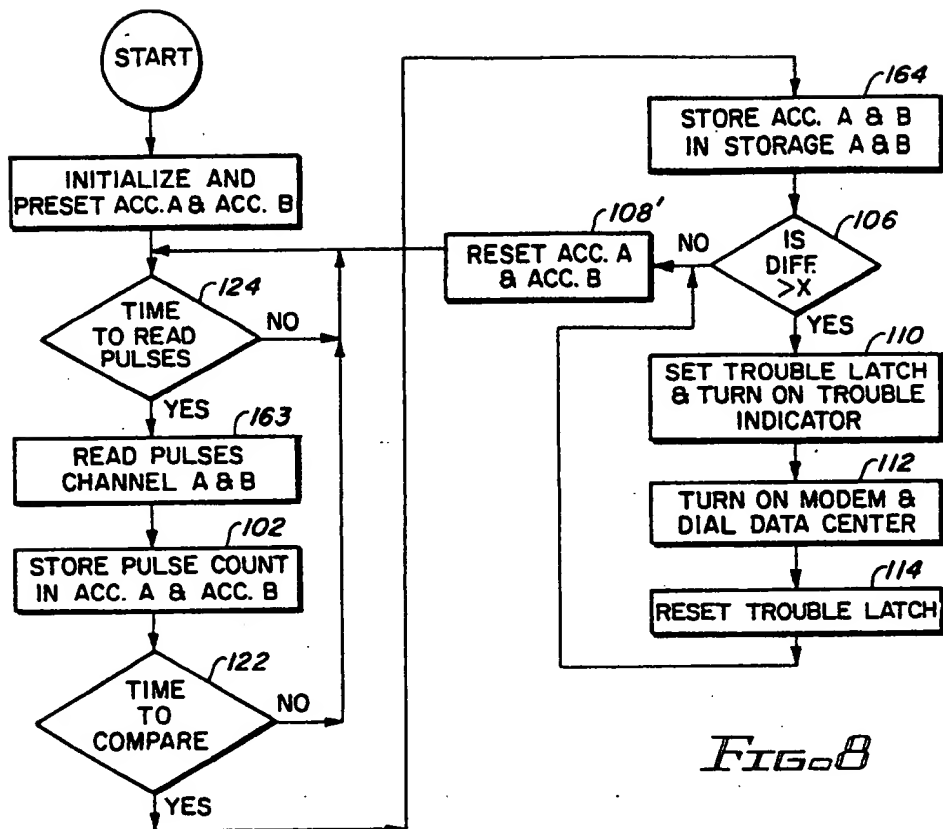 START
INITIALIZE AND
PRESET ACC. A & ACC. B
124
TIME
TO READ
PULSES
NO
YES
163
READ PULSES
CHANNEL A & B
102
STORE PULSE COUNT
IN ACC. A & ACC. B
122
TIME
TO
COMPARE
NO
YES
164
STORE ACC. A & B
IN STORAGE A & B
106
IS
DIFF.
>X
NO
108'
RESET ACC. A
& ACC. B
YES
110
SET TROUBLE LATCH
& TURN ON TROUBLE
INDICATOR
112
TURN ON MODEM &
DIAL DATA CENTER
114
RESET TROUBLE LATCH
FIG. 8